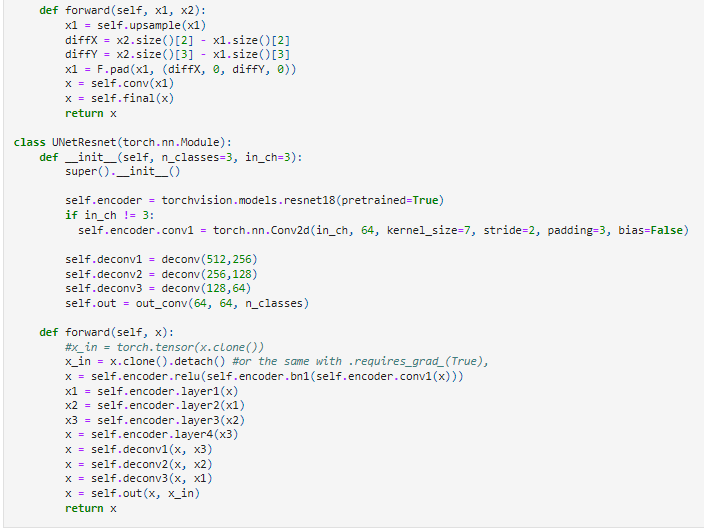 def forward(self, x1, x2):
x1 = self.upsample(x1)
diffX = x2.size()[2] - x1.size()[2]
diffY = x2.size()[3] - x1.size()[3]
x1 = F.pad(x1, (diffX, 0, diffY, 0))
x = self.conv(x1)
x = self.final(x)
return x
class UNetResnet(torch.nn.Module):
def __init__(self, n_classes=3, in_ch=3):
super().__init__()
self.encoder = torchvision.models.resnet18(pretrained=True)
if in_ch != 3:
self.encoder.conv1 = torch.nn.Conv2d(in_ch, 64, kernel_size=7, stride=2, padding=3, bias=False)
self.deconv1 = deconv(512,256)
self.deconv2 = deconv(256,128)
self.deconv3 = deconv(128,64)
self.out = out_conv(64, 64, n_classes)
def forward(self, x):
#x_in = torch.tensor(x.clone())
x_in = x.clone().detach() #or the same with .requires_grad_(True),
x = self.encoder.relu(self.encoder.bn1(self.encoder.conv1(x)))
x1 = self.encoder.layer1(x)
x2 = self.encoder.layer2(x1)
x3 = self.encoder.layer3(x2)
x = self.encoder.layer4(x3)
x = self.deconv1(x, x3)
x = self.deconv2(x, x2)
x = self.deconv3(x, x1)
x = self.out(x, x_in)
return x